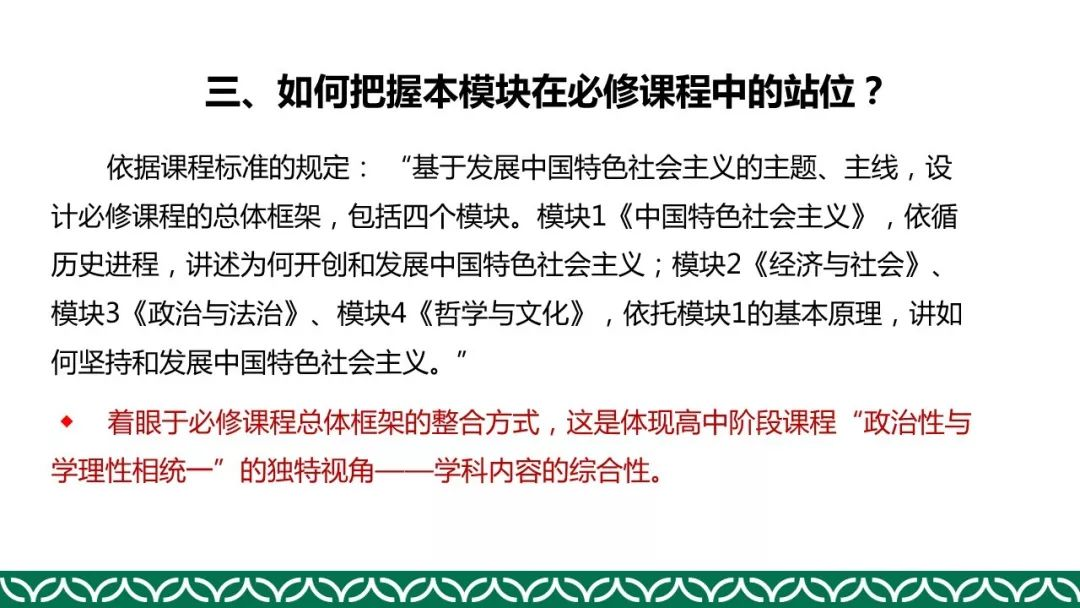 三、如何把握本模块在必修课程中的站位？
依据课程标准的规定：“基于发展中国特色社会主义的主题、主线，设
计必修课程的总体框架，包括四个模块。模块1《中国特色社会主义》，依循
历史进程，讲述为何开创和发展中国特色社会主义；模块2《经济与社会》、
模块3《政治与法治》、模块4《哲学与文化》，依托模块1的基本原理，讲如
何坚持和发展中国特色社会主义。”
着眼于必修课程总体框架的整合方式，这是体现高中阶段课程“政治性与
学理性相统一”的独特视角——学科内容的综合性。